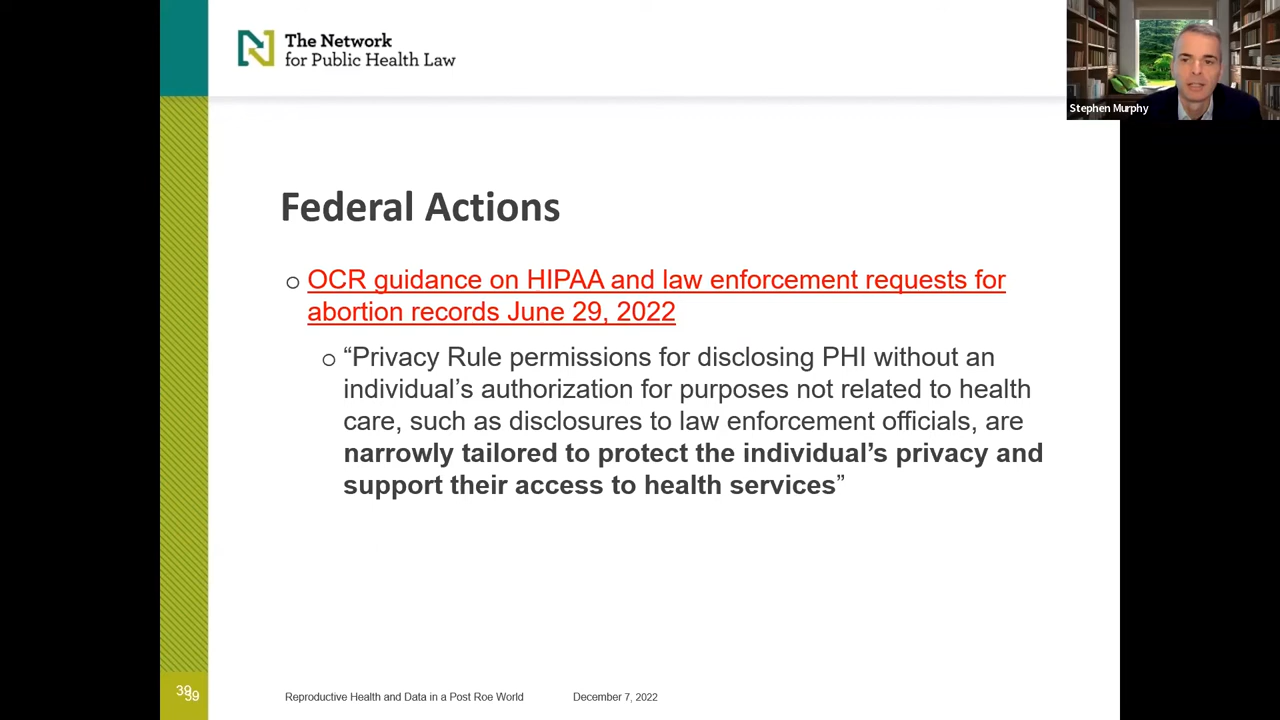 The Network
for Public Health Law
Stephen Murphy
Federal Actions
o OCR guidance on HIPAA and law enforcement requests for
abortion records June 29, 2022
o “Privacy Rule permissions for disclosing PHI without an
individual’s authorization for purposes not related to health
care, such as disclosures to law enforcement officials, are
narrowly tailored to protect the individual’s privacy and
support their access to health services”
39
39
Reproductive Health and Data in a Post Roe World December 7, 2022